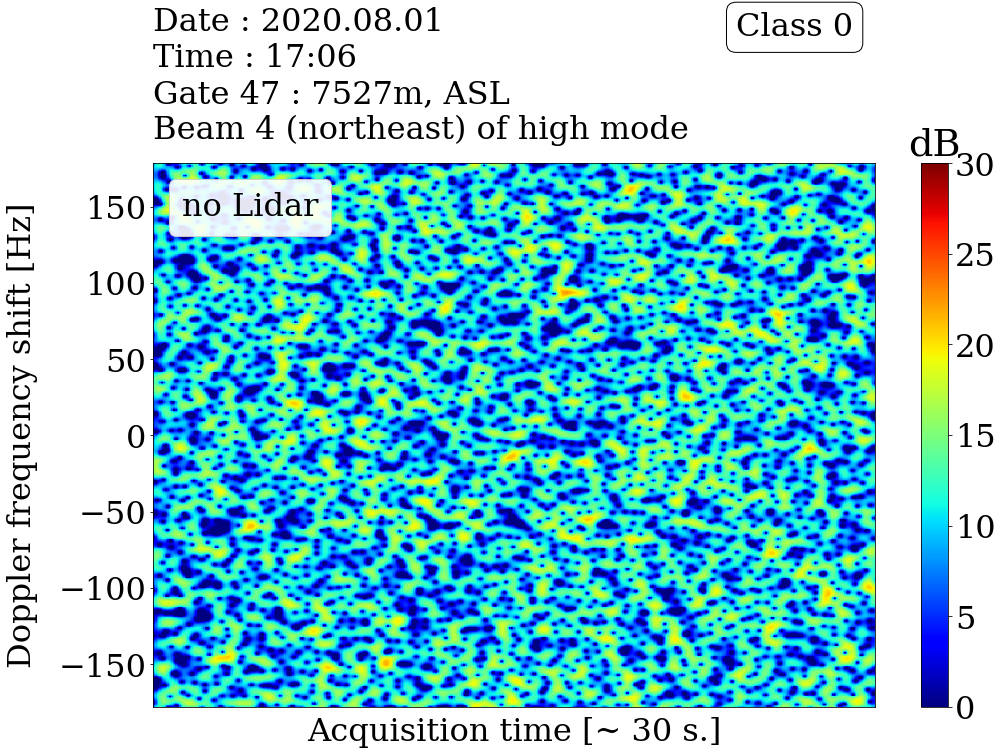 Date : 2020.08.01
Time : 17:06
Gate 47 : 7527m, ASL
Beam 4 (northeast) of high mode
Class 0
dB
no Lidar
Doppler frequency shift [Hz]
150
100
50
0
−50
−100
−150
30
25
20
15
10
5
0
Acquisition time [~ 30 s.]